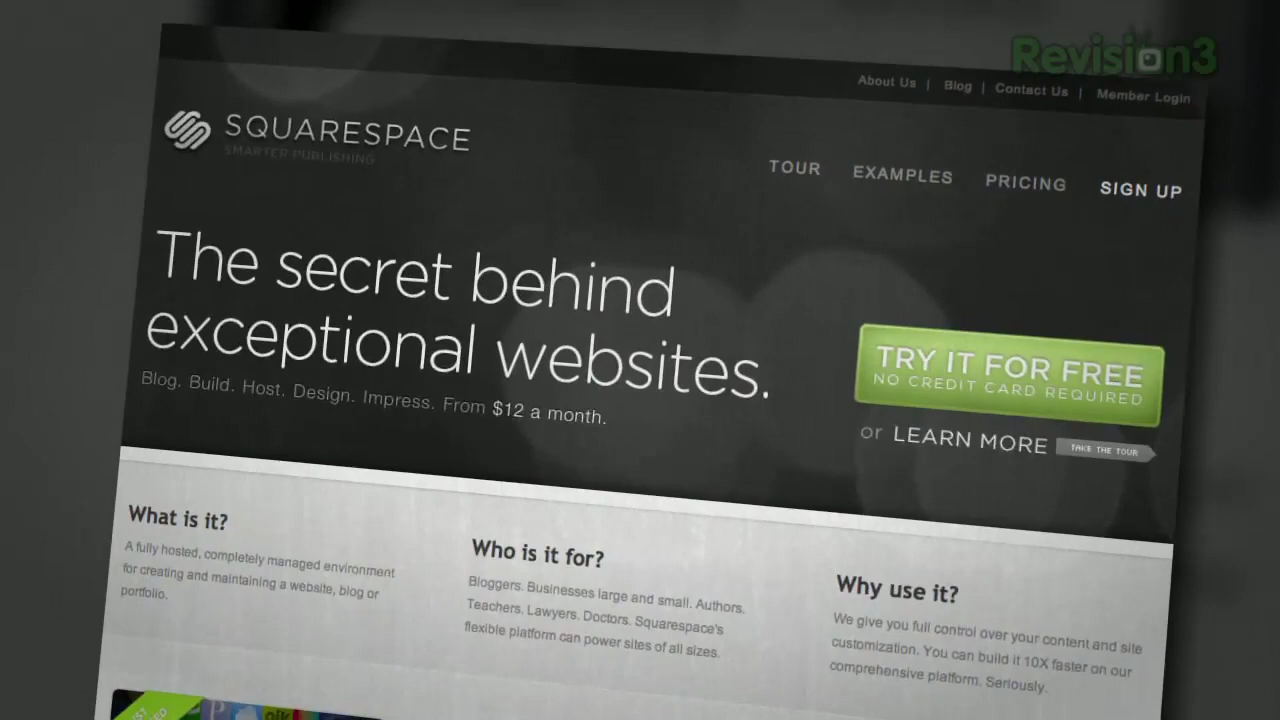 Revision3
About Us | Blog | Contact Us | Member Login
SQUARESPACE
SMARTER PUBLISHING
TOUR EXAMPLES PRICING SIGN UP
The secret behind
exceptional websites.
Blog. Build. Host. Design. Impress. From $12 a month.
TRY IT FOR FREE
NO CREDIT CARD REQUIRED
or LEARN MORE TAKE THE TOUR
What is it?
A fully hosted, completely managed environment
for creating and maintaining a website, blog or
portfolio.
Who is it for?
Bloggers. Businesses large and small. Authors.
Teachers. Lawyers. Doctors. Squarespace's
flexible platform can power sites of all sizes.
Why use it?
We give you full control over your content and site
customization. You can build it 10X faster on our
comprehensive platform. Seriously.